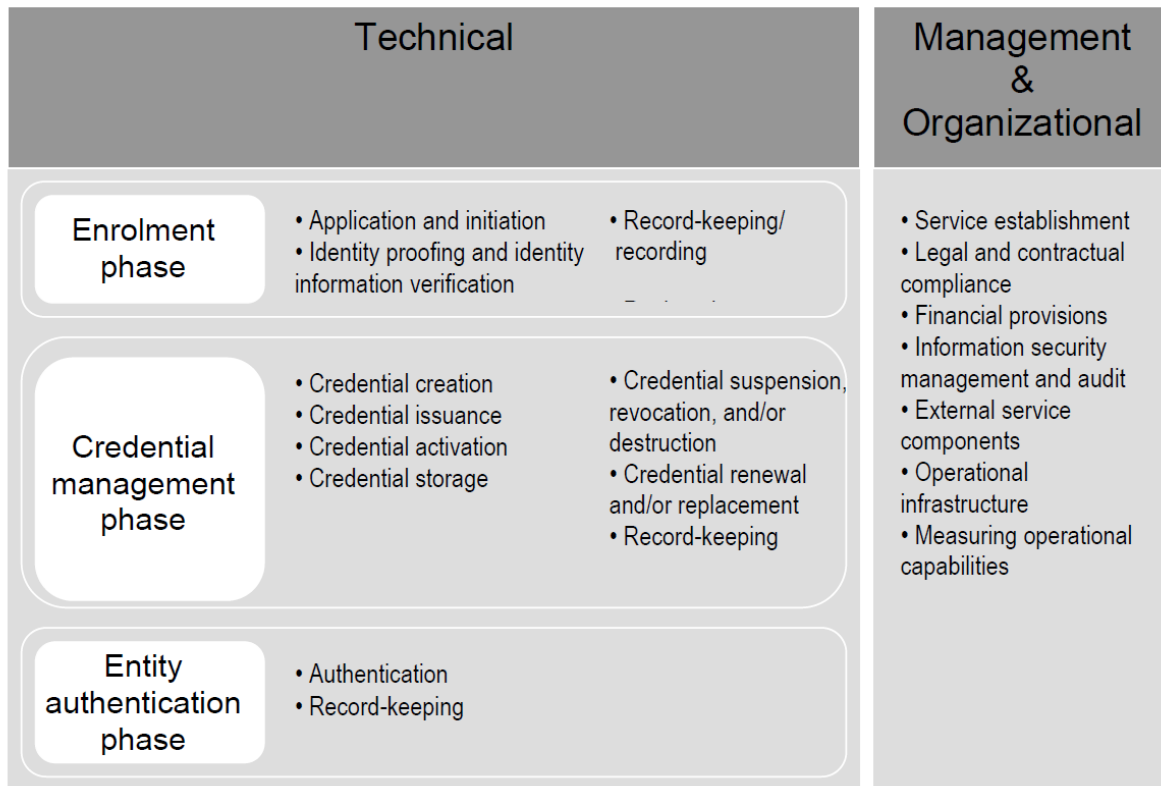 Technical
Management
&
Organizational
Enrolment
phase
• Application and initiation
• Identity proofing and identity
information verification
• Record-keeping/
recording
Credential
management
phase
• Credential creation
• Credential issuance
• Credential activation
• Credential storage
• Credential suspension,
revocation, and/or
destruction
• Credential renewal
and/or replacement
• Record-keeping
Entity
authentication
phase
• Authentication
• Record-keeping
• Service establishment
• Legal and contractual
compliance
• Financial provisions
• Information security
management and audit
• External service
components
• Operational
infrastructure
• Measuring operational
capabilities